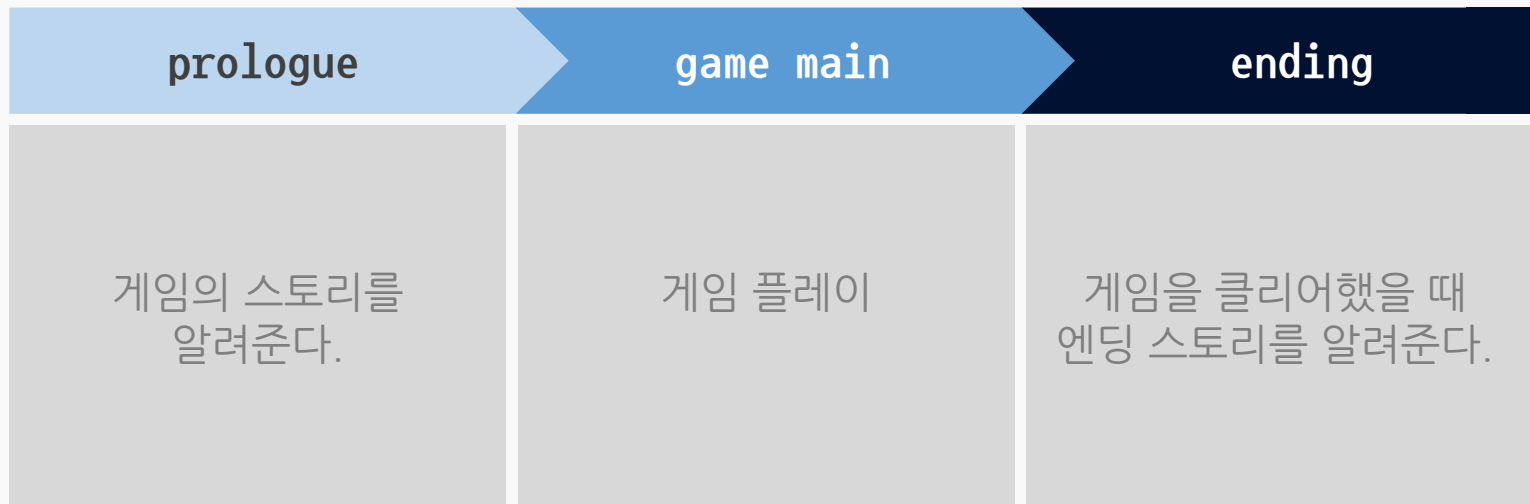 prologue
game main
ending
게임의 스토리를
알려준다.
게임 플레이
게임을 클리어했을 때
엔딩 스토리를 알려준다.